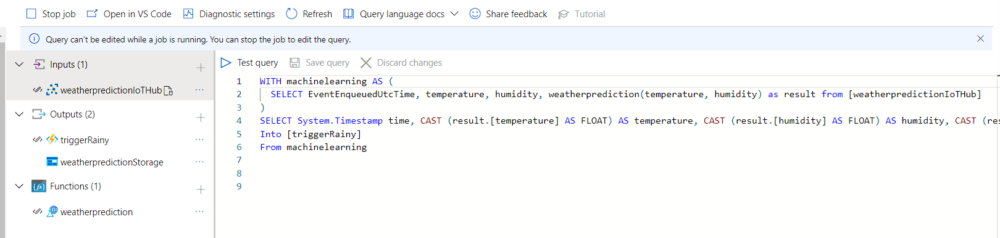 Stop job Open in VS Code Diagnostic settings Refresh Query language docs Share feedback Tutorial
Query can't be edited while a job is running. You can stop the job to edit the query.
Inputs (1)
weatherpredictionIoTHub
Outputs (2)
triggerRainy
weatherpredictionStorage
Functions (1)
weatherprediction
Test query Save query Discard changes
1 WITH machinelearning AS (
2 SELECT EventEnqueuedUtcTime, temperature, humidity, weatherprediction(temperature, humidity) as result from [weatherpredictionIoTHub]
3 )
4 SELECT System.Timestamp time, CAST (result.[temperature] AS FLOAT) AS temperature, CAST (result.[humidity] AS FLOAT) AS humidity, CAST (res
5 Into [triggerRainy]
6 From machinelearning
7
8
9